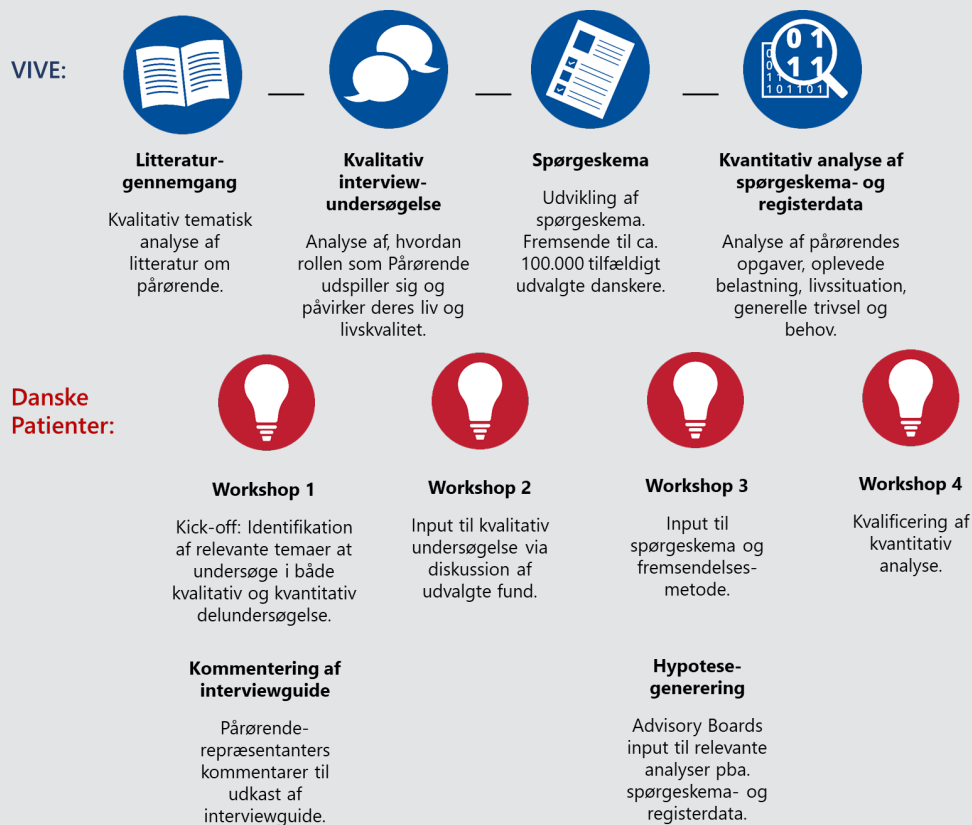 VIVE:
Litteratur-
gennemgang
Kvalitativ tematisk
analyse af
litteratur om
pårørende.
Kvalitativ
interview-
undersøgelse
Analyse af, hvordan
rollen som Pårørende
udspiller sig og
påvirker deres liv og
livskvalitet.
Spørgeskema
Udvikling af
spørgeskema.
Fremsende til ca.
100.000 tilfældigt
udvalgte danskere.
01
11
101101
Kvantitativ analyse af
spørgeskema- og
registerdata
Analyse af pårørendes
opgaver, oplevede
belastning, livssituation,
generelle trivsel og
behov.
Danske
Patienter:
Workshop 1
Kick-off: Identifikation
af relevante temaer at
undersøge i både
kvalitativ og kvantitativ
delundersøgelse.
Kommentering af
interviewguide
Pårørende-
repræsentanters
kommentarer til
udkast af
interviewguide.
Workshop 2
Input til kvalitativ
undersøgelse via
diskussion af
udvalgte fund.
Workshop 3
Input til
spørgeskema og
fremsendelses-
metode.
Hypotese-
generering
Advisory Boards
input til relevante
analyser pba.
spørgeskema- og
registerdata.
Workshop 4
Kvalificering af
kvantitativ
analyse.